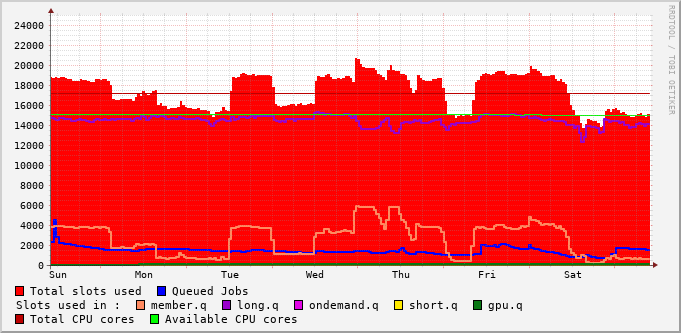 RRDTOOL / TOBI OETIKER
24000
22000
20000
18000
16000
14000
12000
10000
8000
6000
4000
2000
0
Sun Mon Tue Wed Thu Fri Sat
Total slots used Queued Jobs
Slots used in : member.q long.q ondemand.q short.q gpu.q
Total CPU cores Available CPU cores